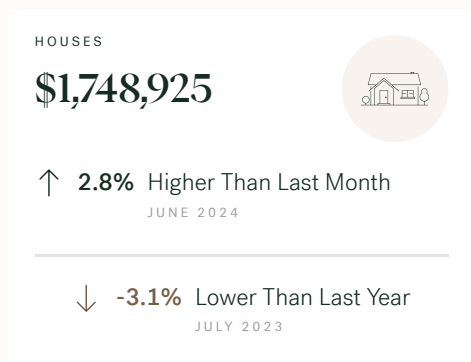 HOUSES
$1,748,925
2.8% Higher Than Last Month
JUNE 2024
-3.1% Lower Than Last Year
JULY 2023